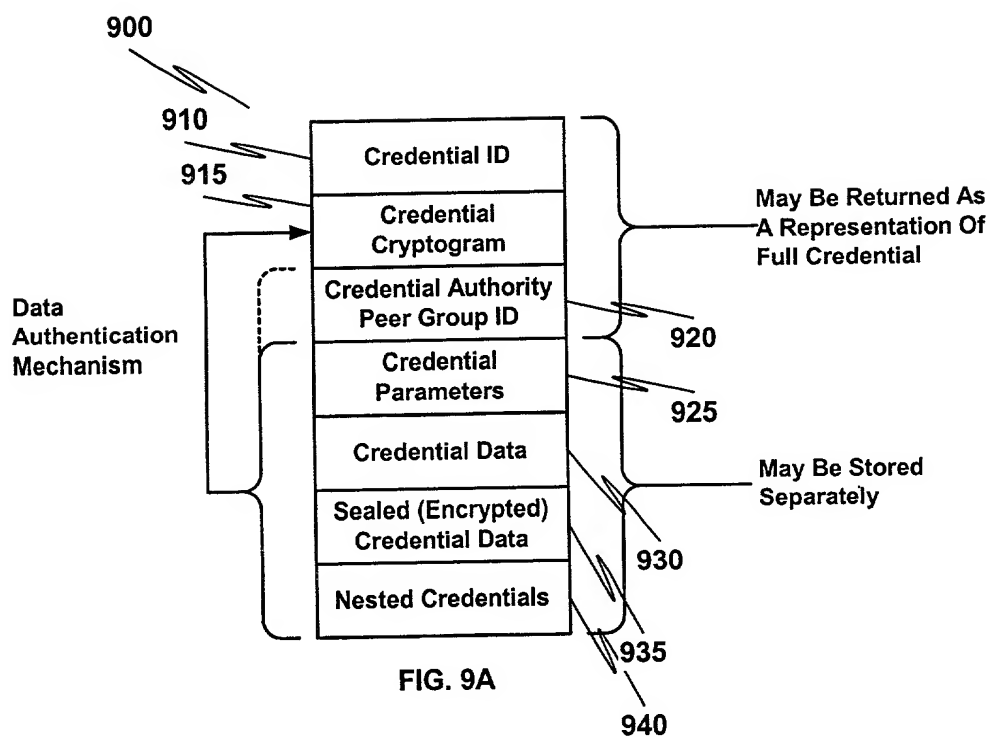 900
910
915
Credential ID
Credential
Cryptogram
Credential Authority
Peer Group ID
Credential
Parameters
Credential Data
Sealed (Encrypted)
Credential Data
Nested Credentials
Data
Authentication
Mechanism
May Be Returned As
A Representation Of
Full Credential
920
925
May Be Stored
Separately
930
935
940
FIG. 9A